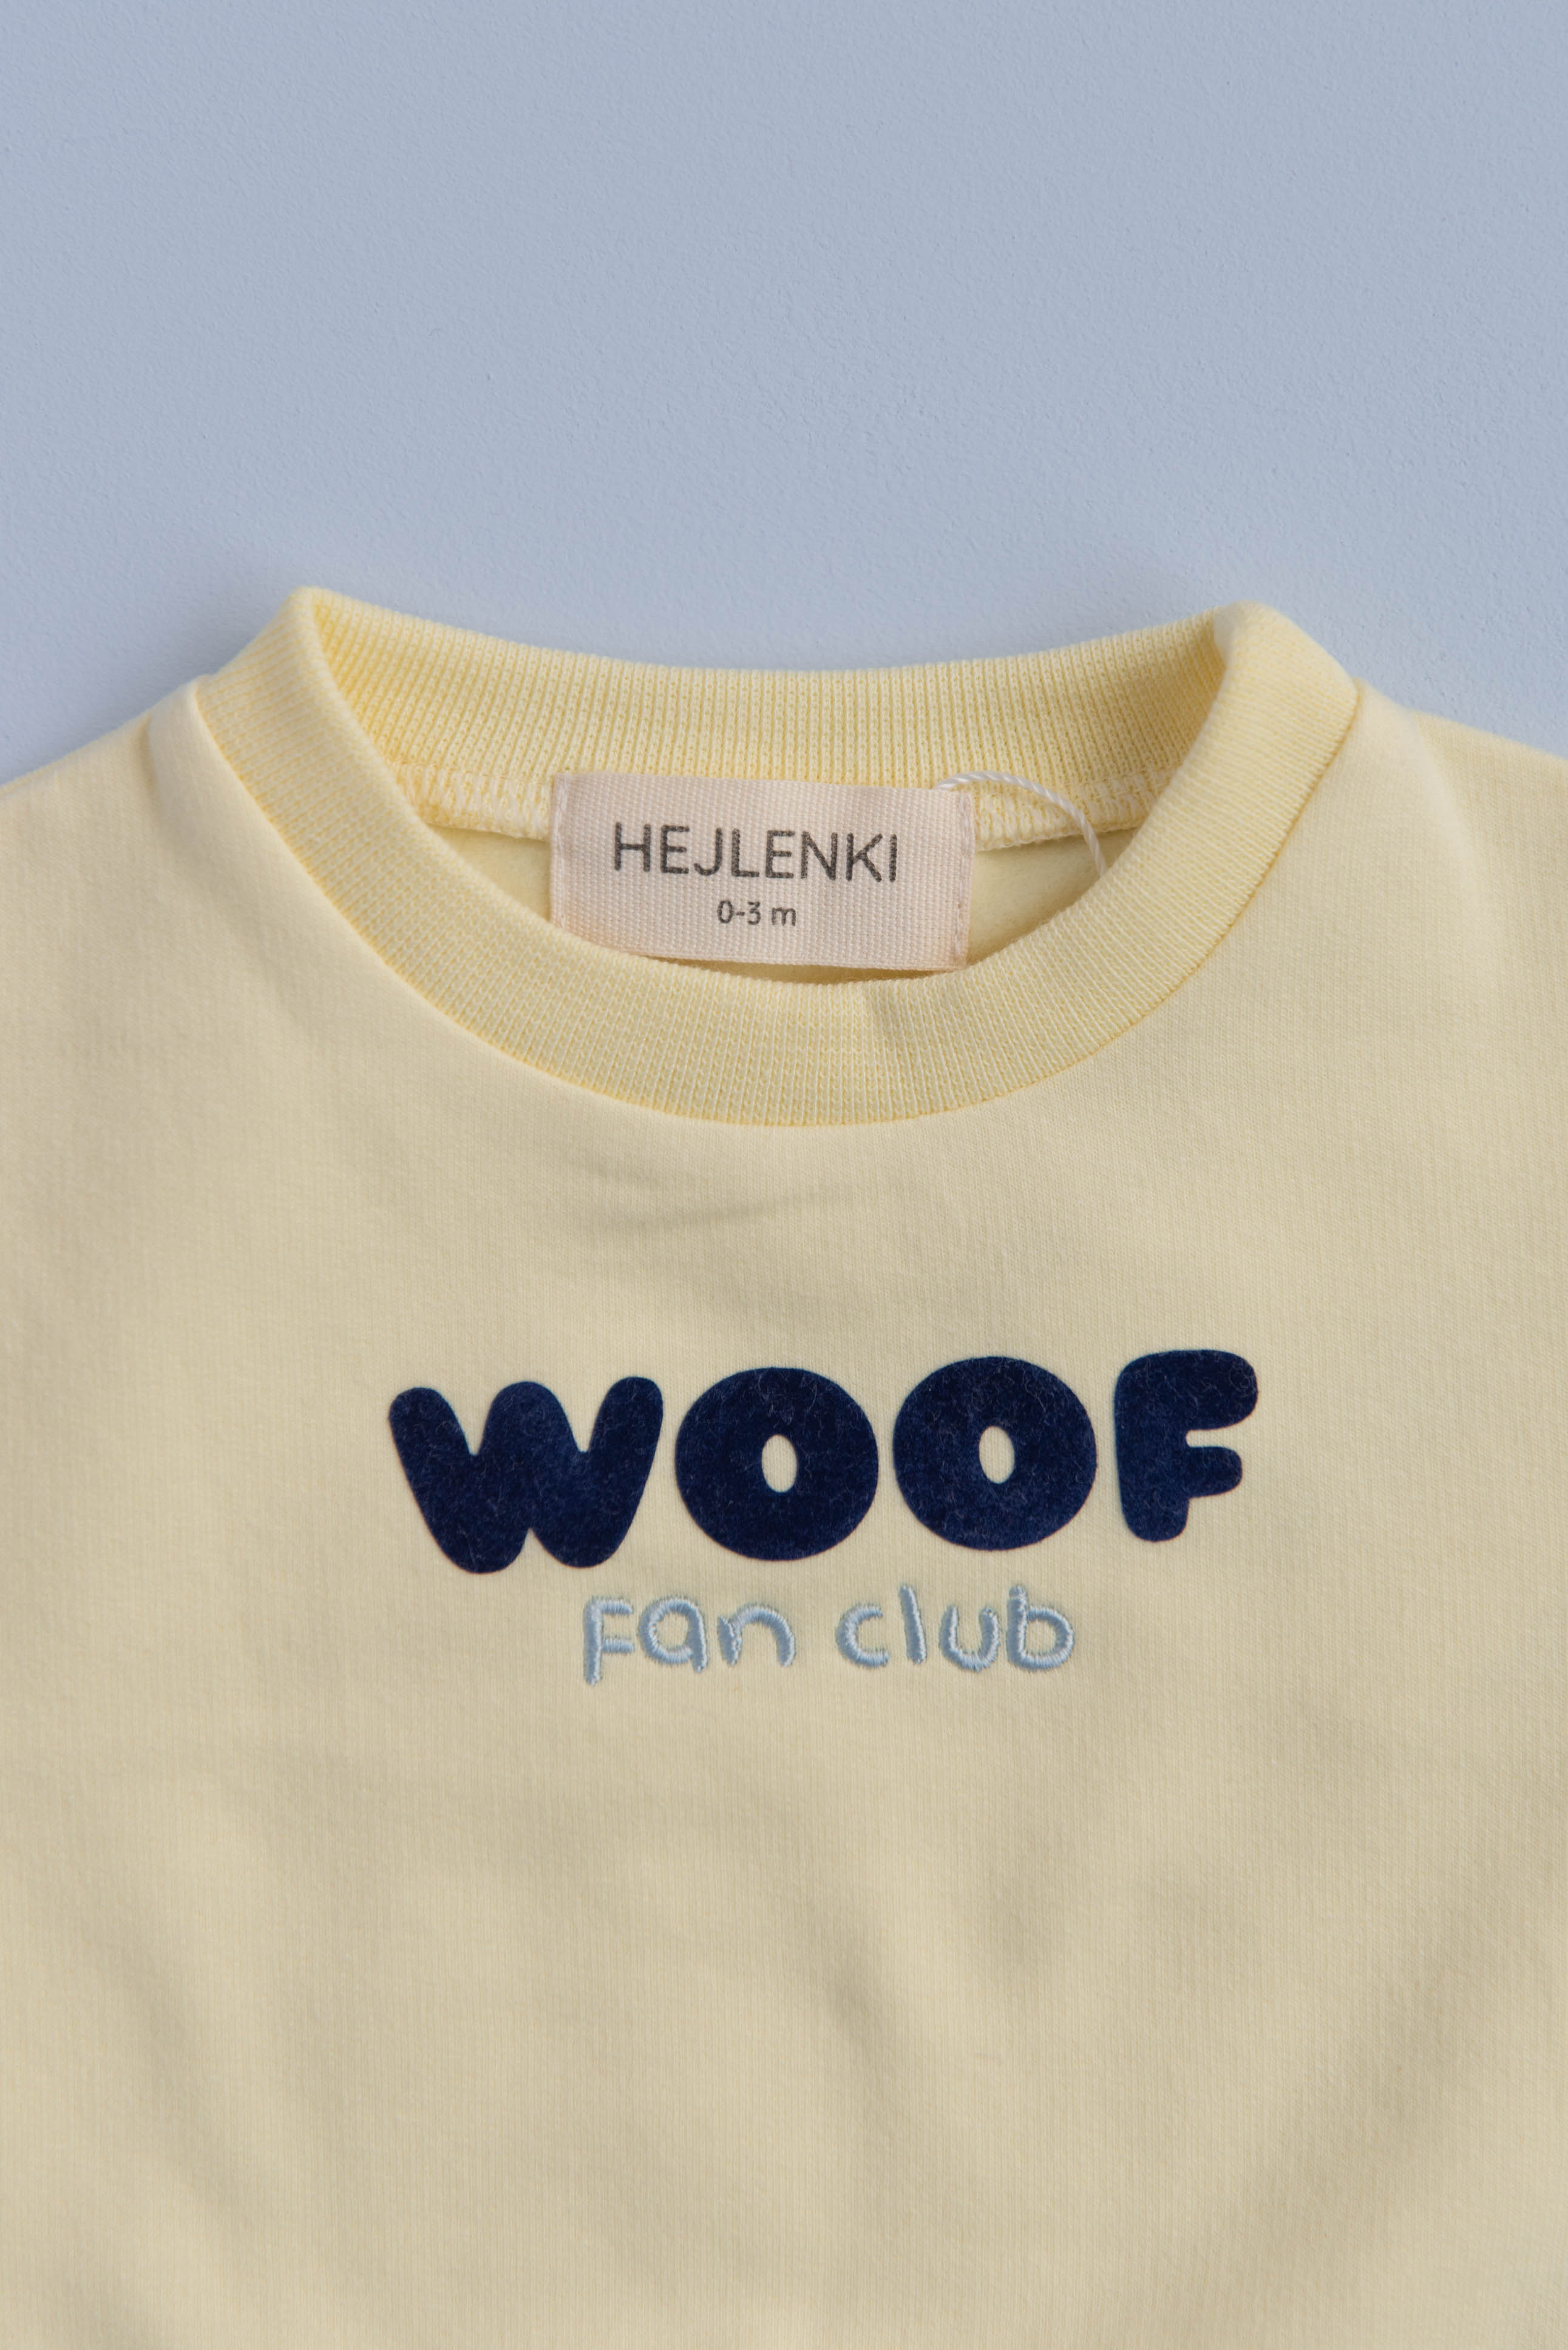 HEJLENKI
0-3 m
WOOF
Fan club